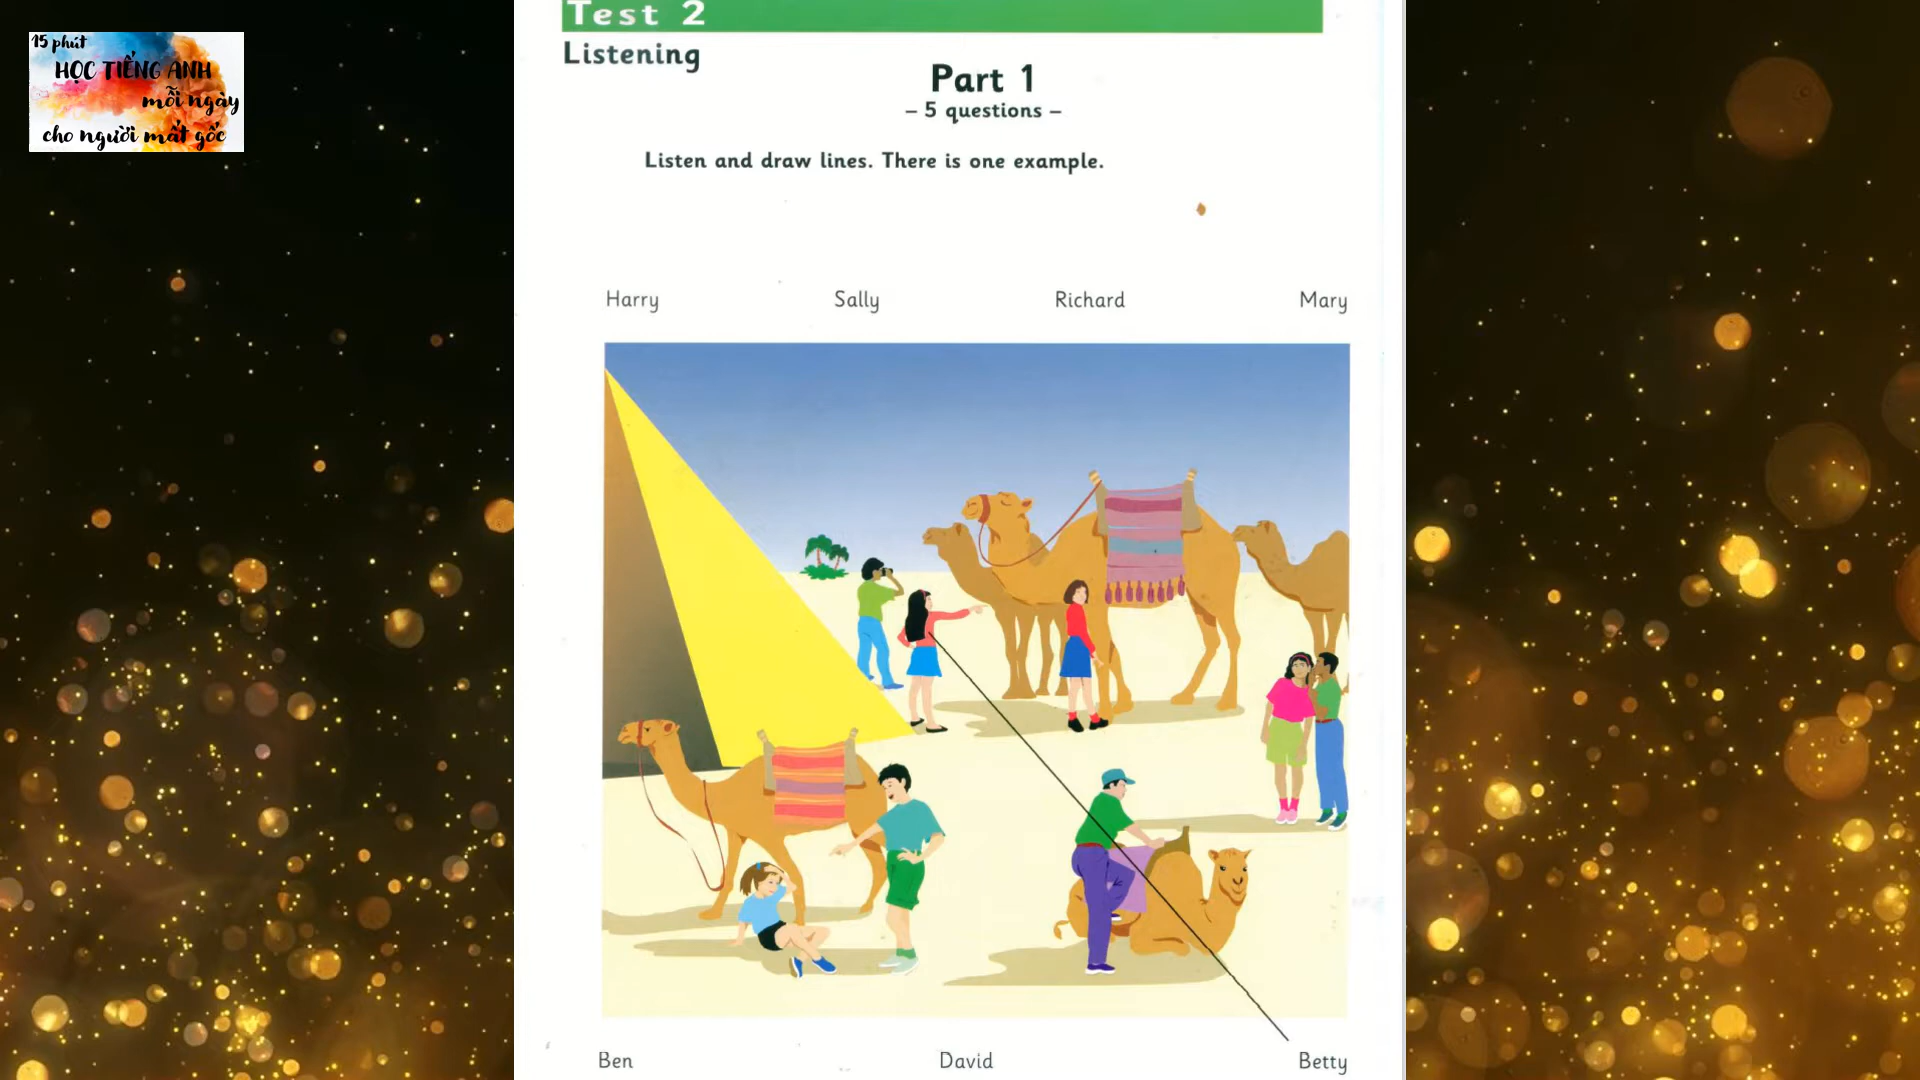 15 phút
HỌC TIẾNG ANH
mỗi ngày
cho người mất gốc
Test 2
Listening
Part 1
– 5 questions –
Listen and draw lines. There is one example.
Harry Sally Richard Mary
Ben David Betty